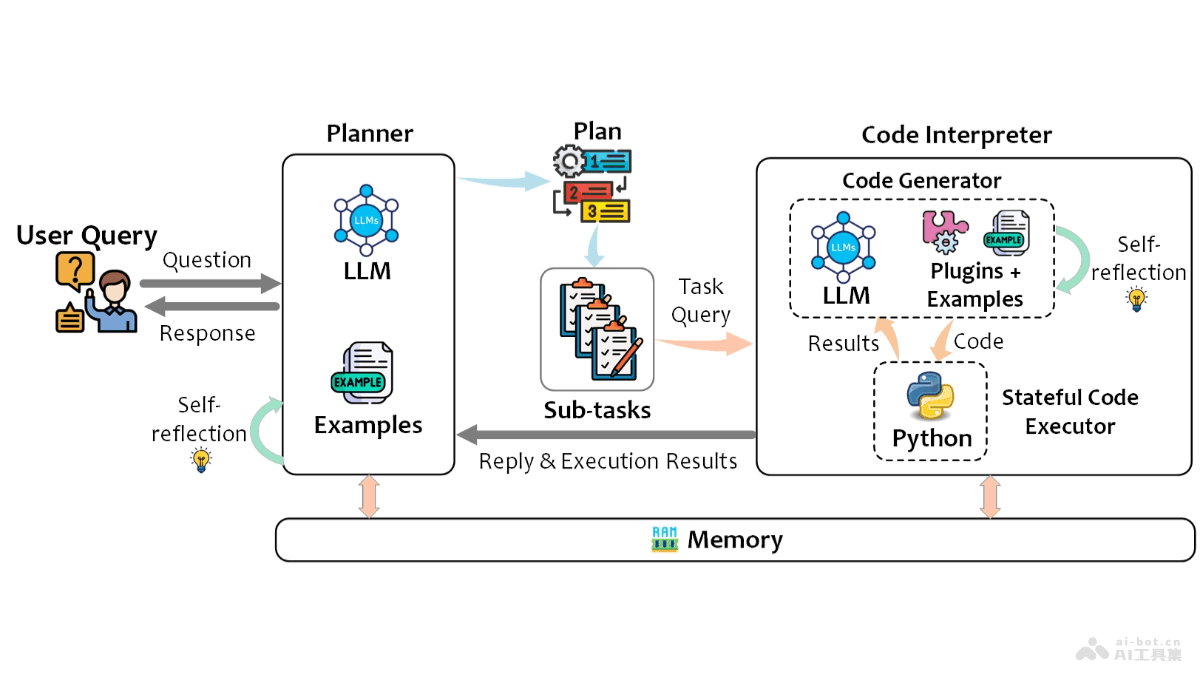 Planner
Plan
Code Interpreter
Code Generator
1
2
3
LLMs
LLM
User Query
?
Question
Response
EXAMPLE
Examples
Self-
reflection
Sub-tasks
Task
Query
LLMs
LLM
EXAMPLE
Plugins +
Examples
Self-
reflection
Results
Code
Python
Stateful Code
Executor
Reply & Execution Results
RAM
Memory
ai-bot.cn
AI工具集